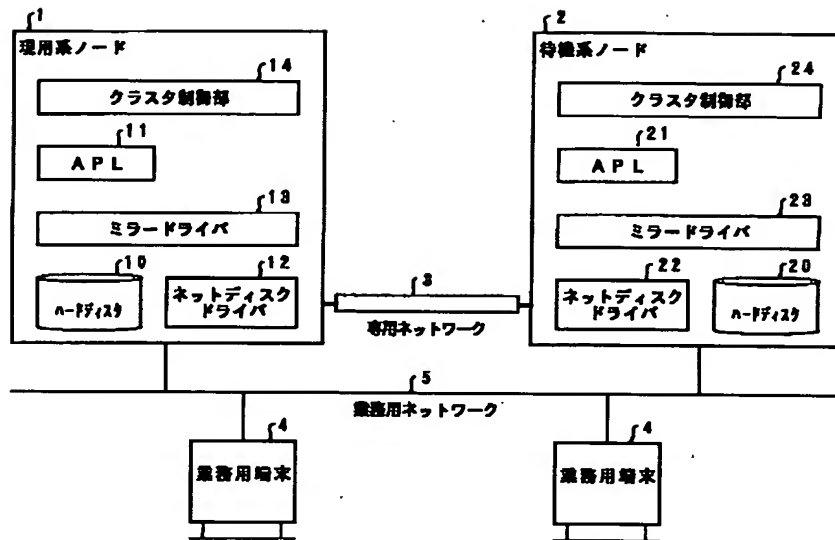 1
現用系ノード
14
クラスタ制御部
11
APL
13
ミラードライバ
10
ハードディスク
12
ネットディスク
ドライバ
3
専用ネットワーク
2
待機系ノード
24
クラスタ制御部
21
APL
23
ミラードライバ
22
ネットディスク
ドライバ
20
ハードディスク
5
業務用ネットワーク
4
業務用端末
4
業務用端末